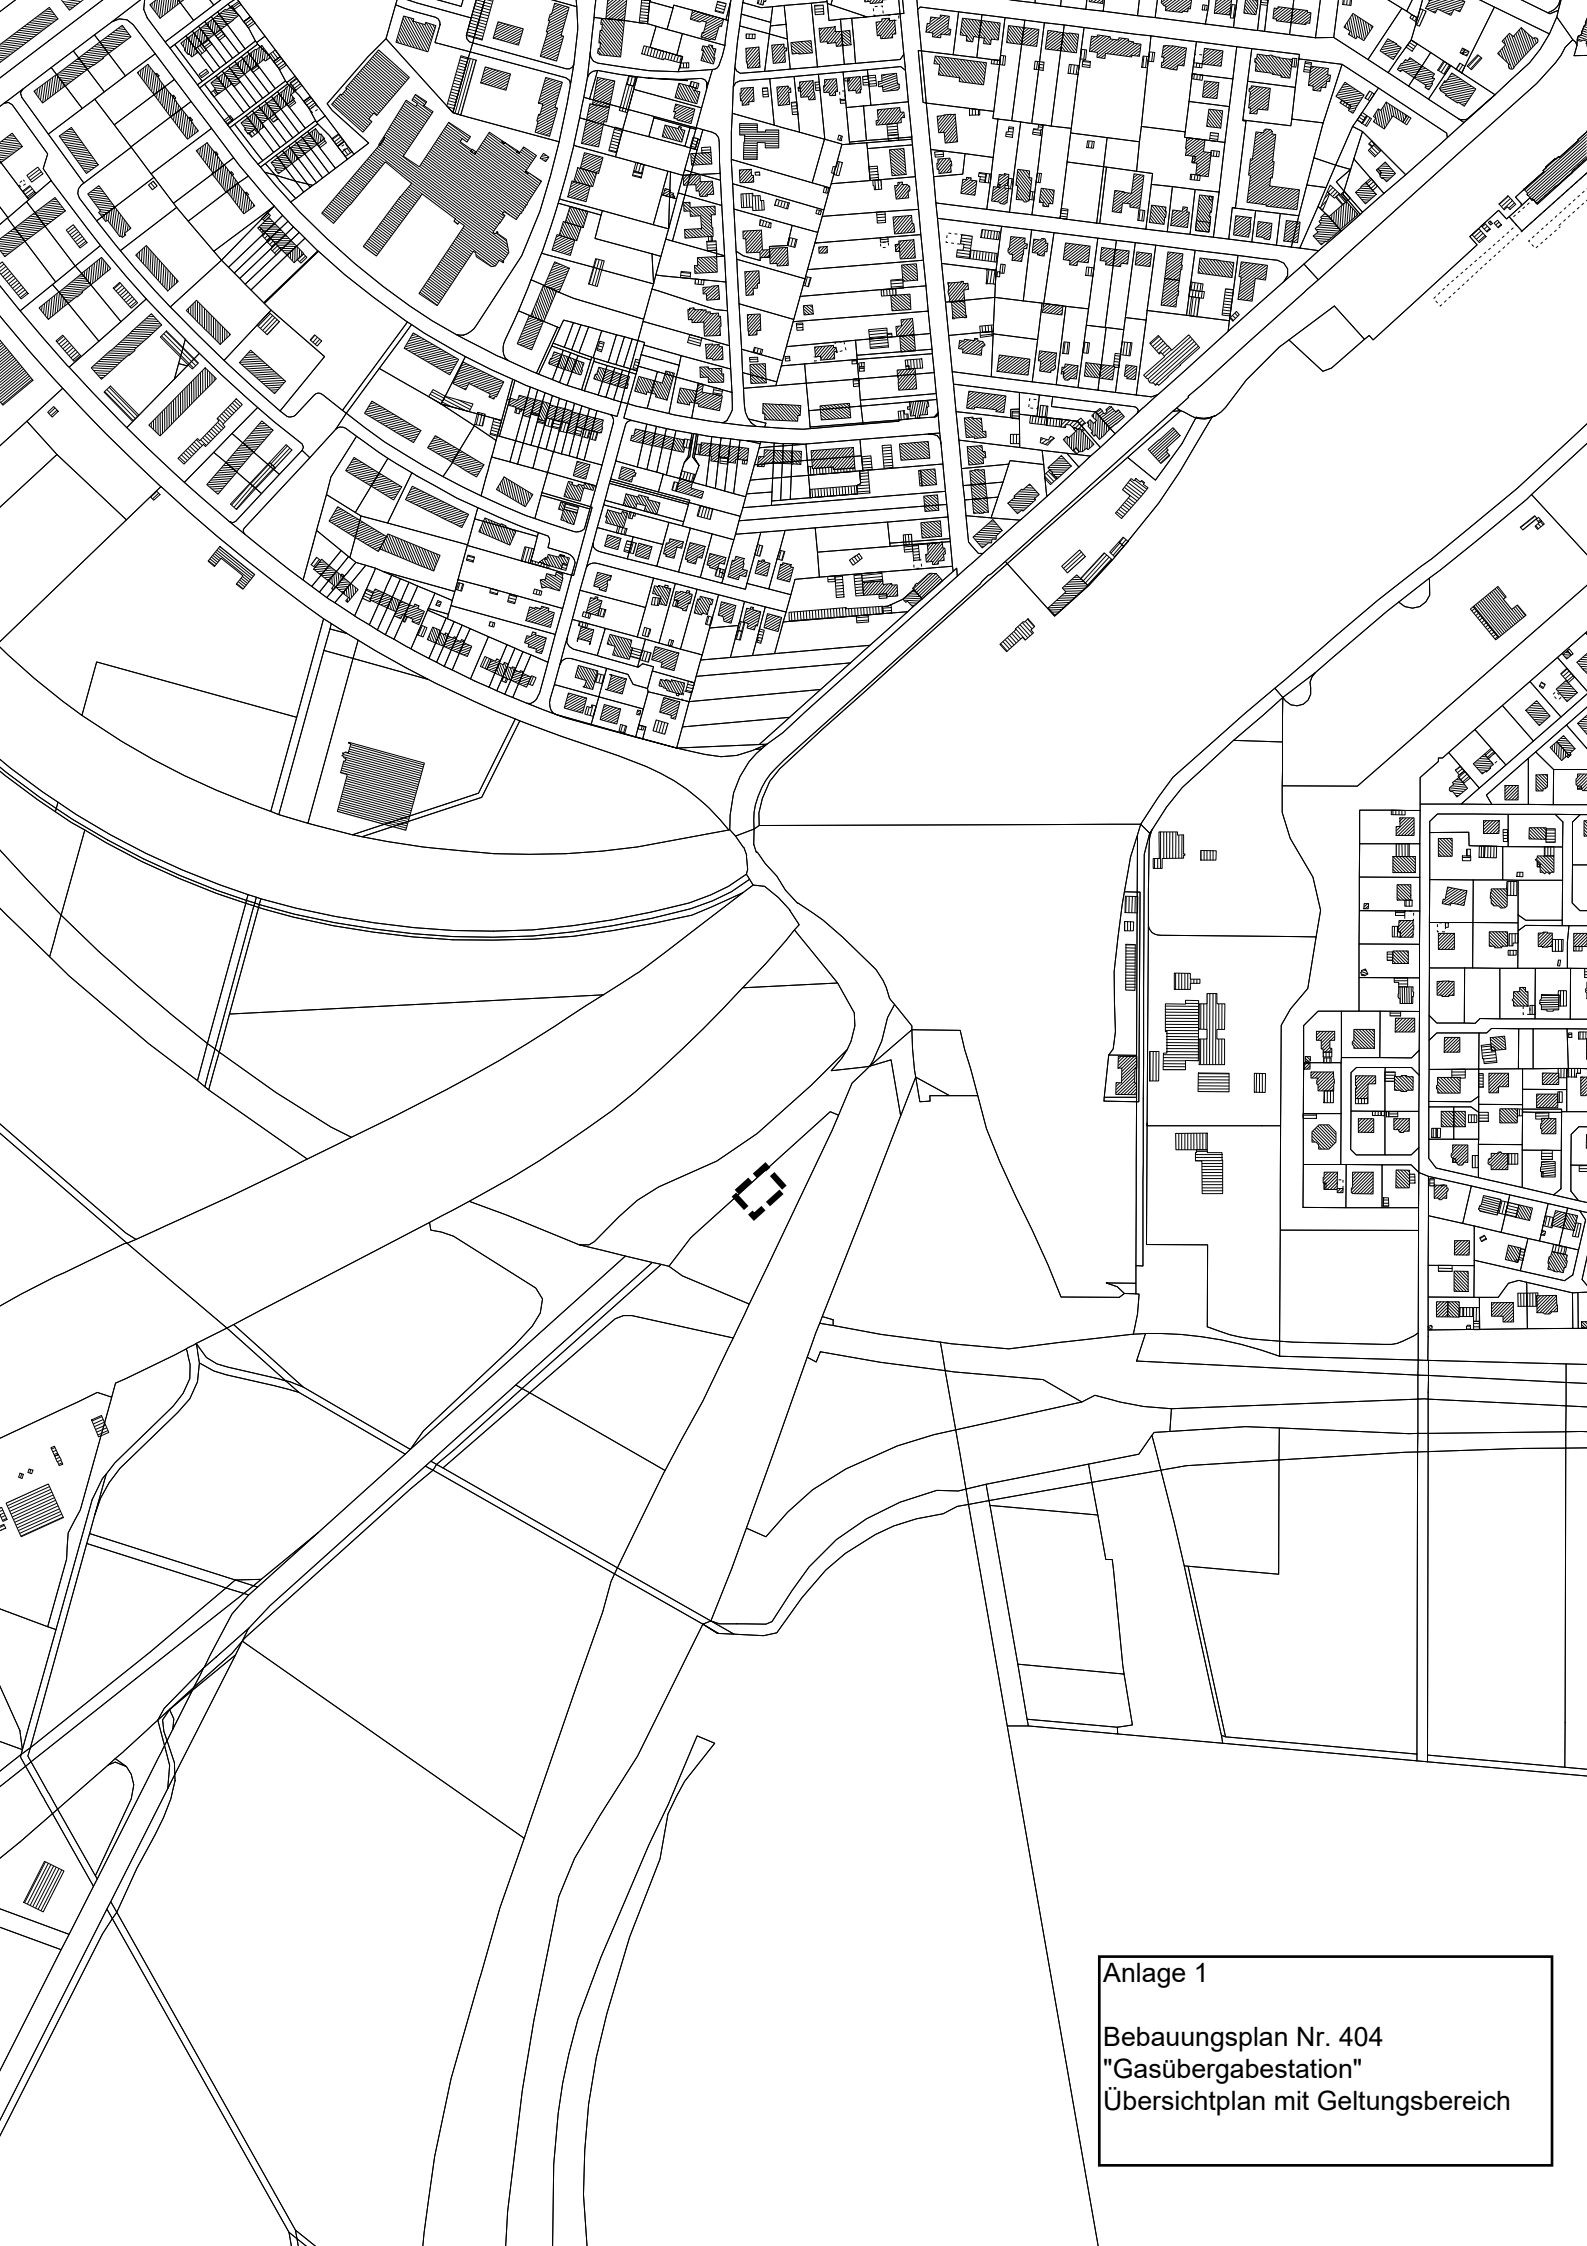 Anlage 1
Bebauungsplan Nr. 404
"Gasübergabestation"
Übersichtplan mit Geltungsbereich